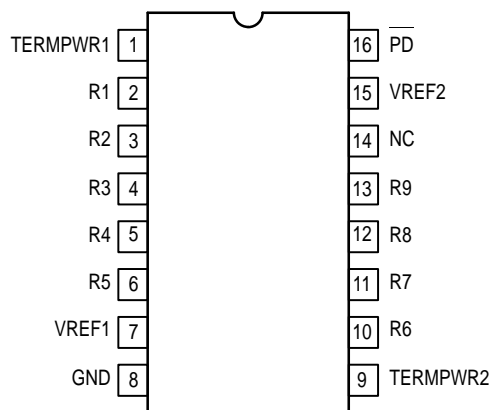 TERMPWR1 1 16 P̅D̅
R1 2 15 VREF2
R2 3 14 NC
R3 4 13 R9
R4 5 12 R8
R5 6 11 R7
VREF1 7 10 R6
GND 8 9 TERMPWR2